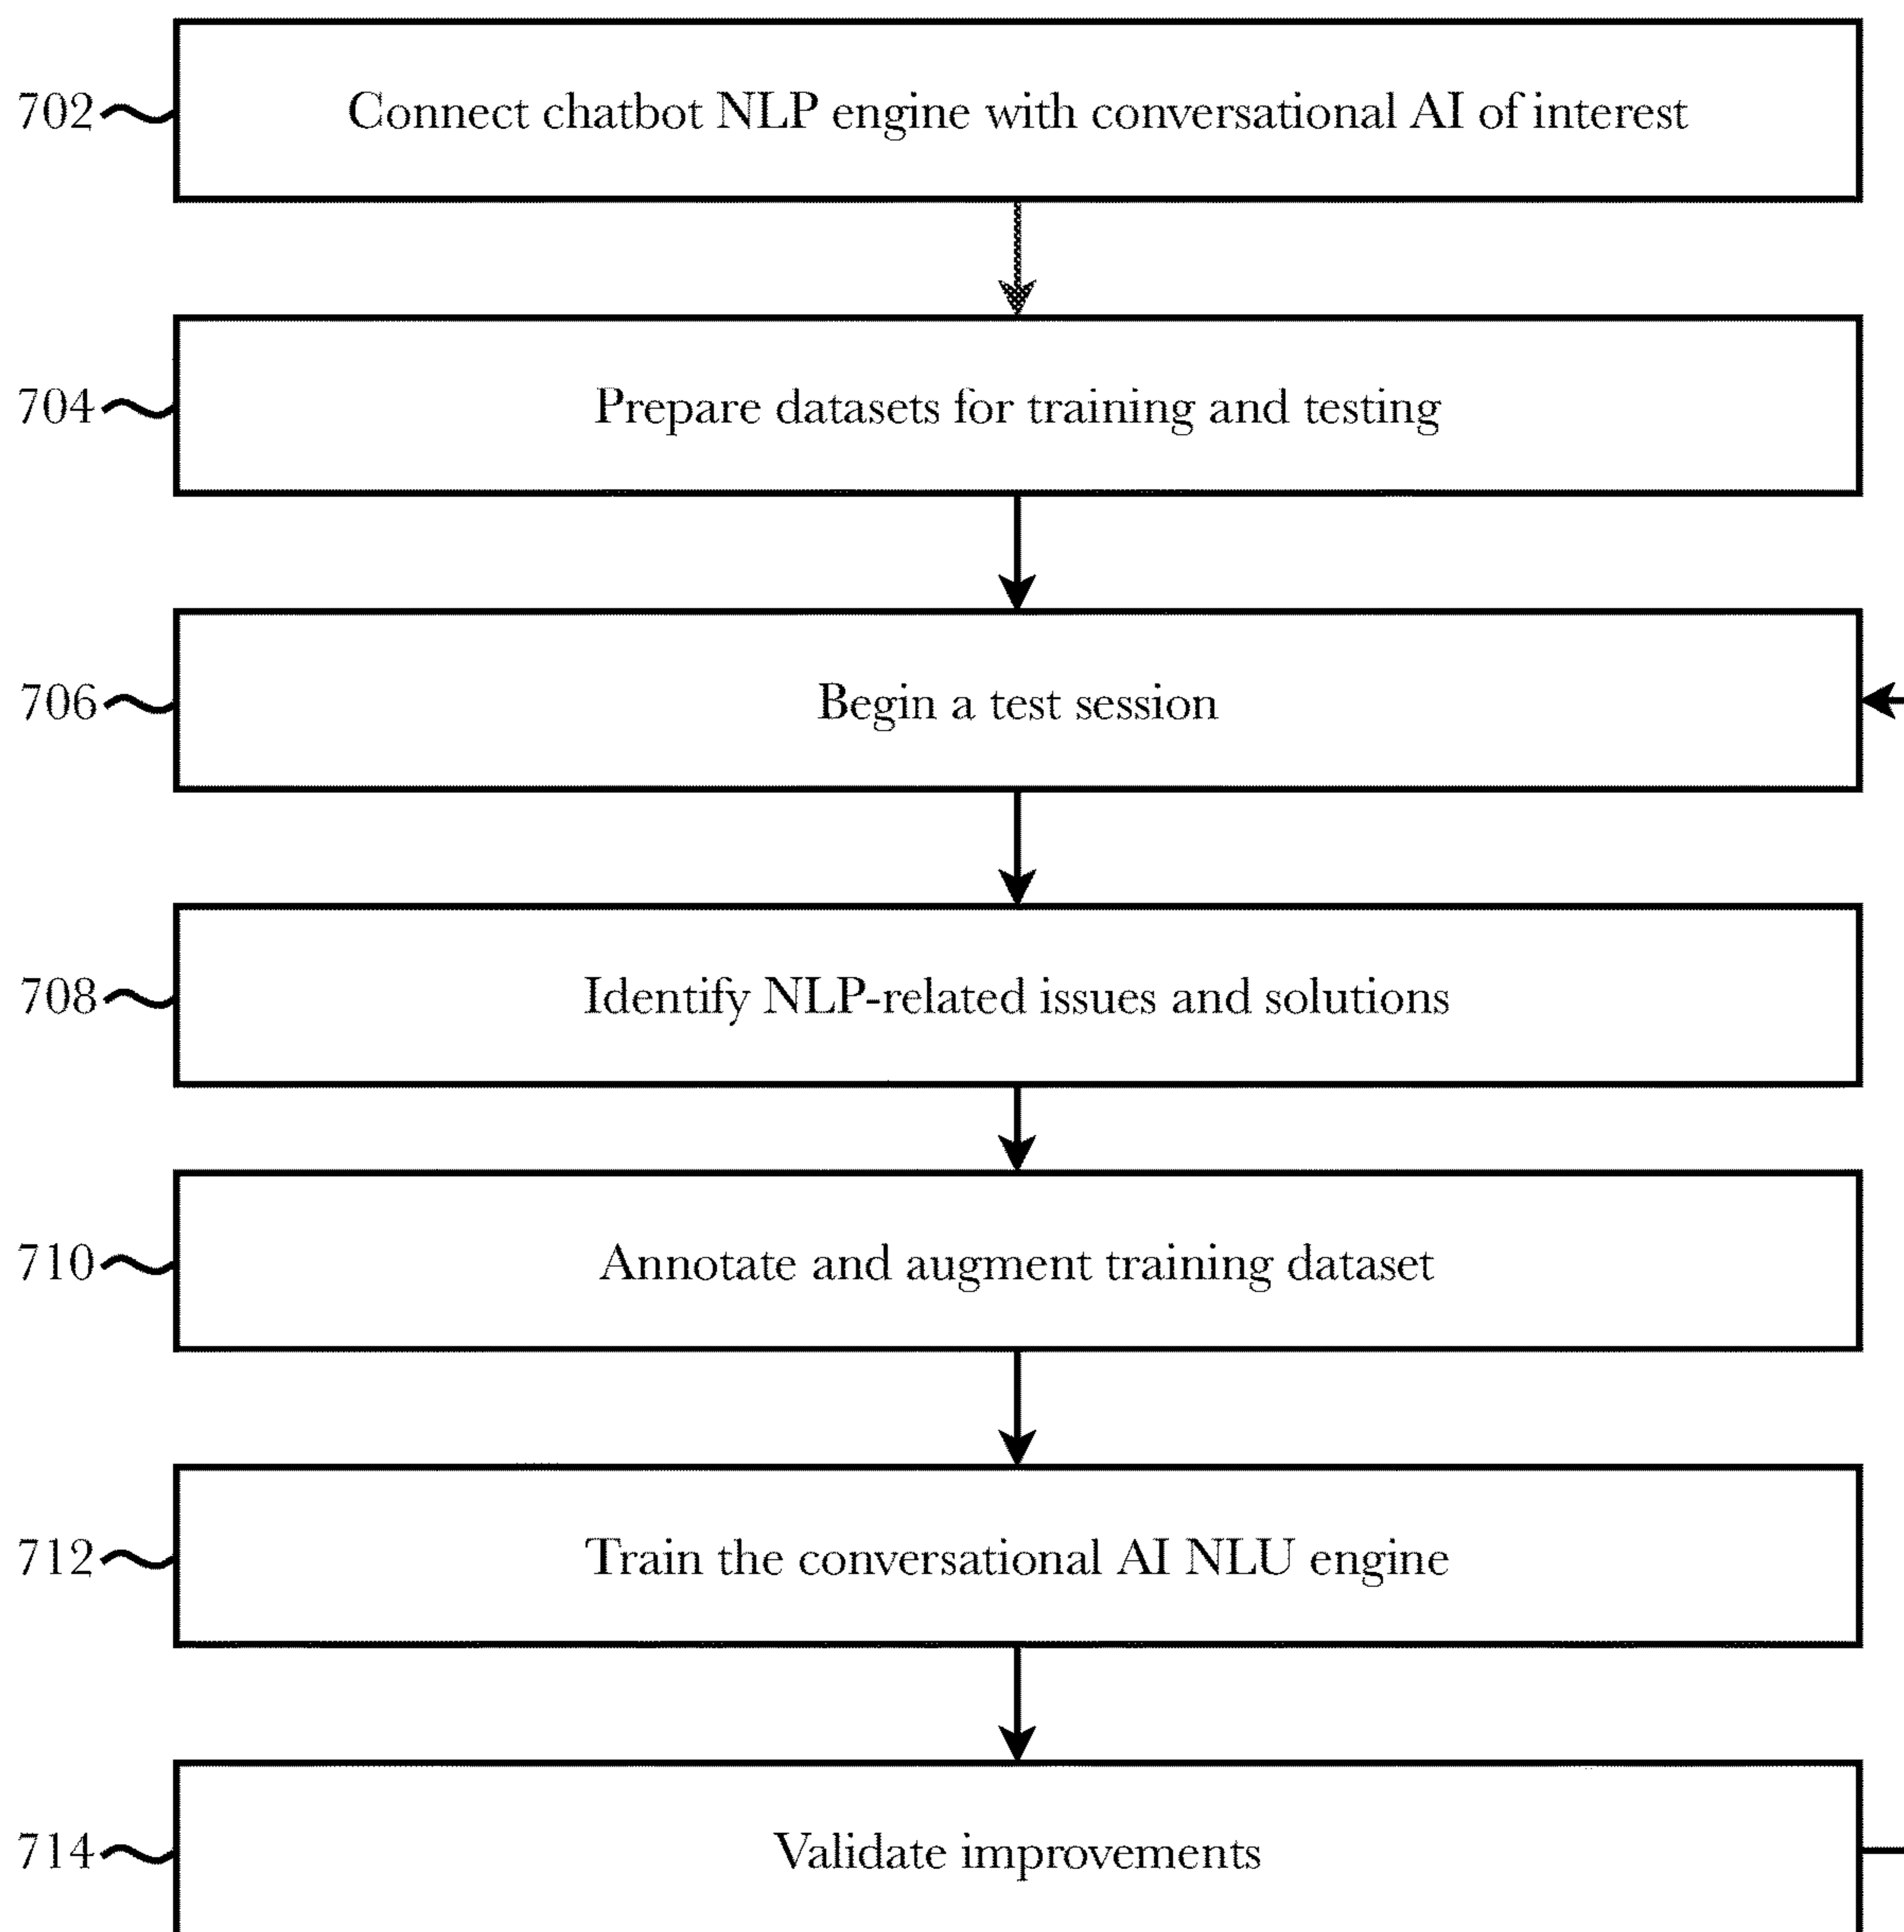 702 Connect chatbot NLP engine with conversational AI of interest
704 Prepare datasets for training and testing
706 Begin a test session
708 Identify NLP-related issues and solutions
710 Annotate and augment training dataset
712 Train the conversational AI NLU engine
714 Validate improvements